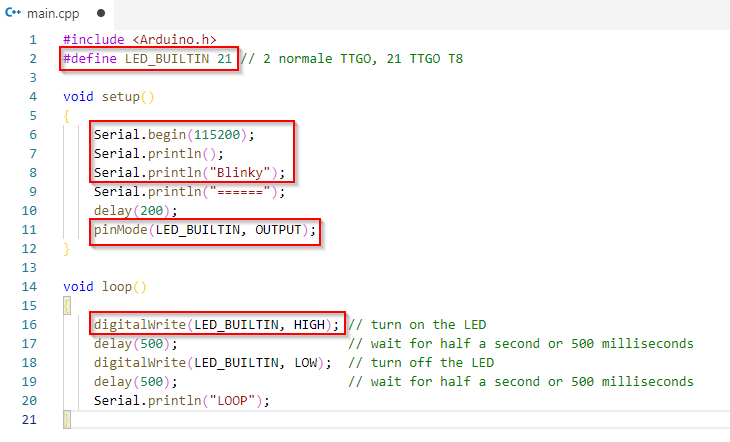 C++ main.cpp ●
1 #include <Arduino.h>
2 #define LED_BUILTIN 21 // 2 normale TTGO, 21 TTGO T8
3
4 void setup()
5 {
6     Serial.begin(115200);
7     Serial.println();
8     Serial.println("Blinky");
9     Serial.println("======");
10     delay(200);
11     pinMode(LED_BUILTIN, OUTPUT);
12 }
13
14 void loop()
15 {
16     digitalWrite(LED_BUILTIN, HIGH); // turn on the LED
17     delay(500);                      // wait for half a second or 500 milliseconds
18     digitalWrite(LED_BUILTIN, LOW);  // turn off the LED
19     delay(500);                      // wait for half a second or 500 milliseconds
20     Serial.println("LOOP");
21 }